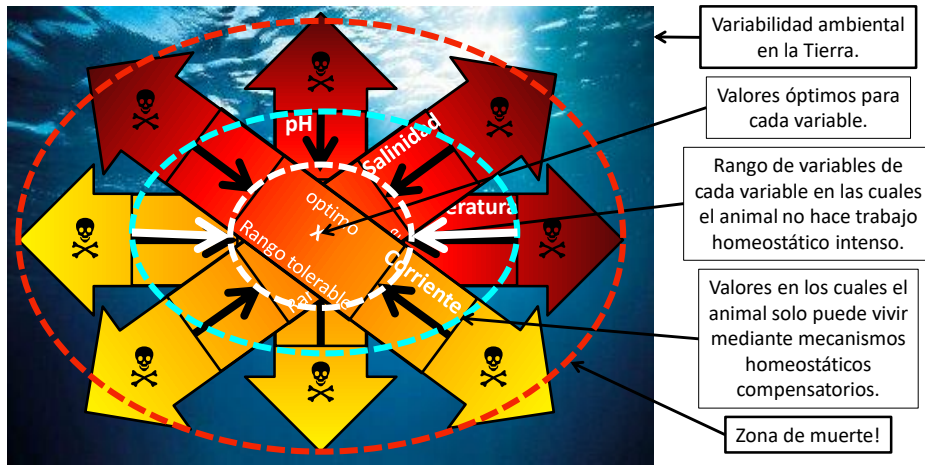 pH
Salinidad
eratura
Corriente
optimo
X
Rango tolerable
Variabilidad ambiental
en la Tierra.
Valores óptimos para
cada variable.
Rango de variables de
cada variable en las cuales
el animal no hace trabajo
homeostático intenso.
Valores en los cuales el
animal solo puede vivir
mediante mecanismos
homeostáticos
compensatorios.
Zona de muerte!